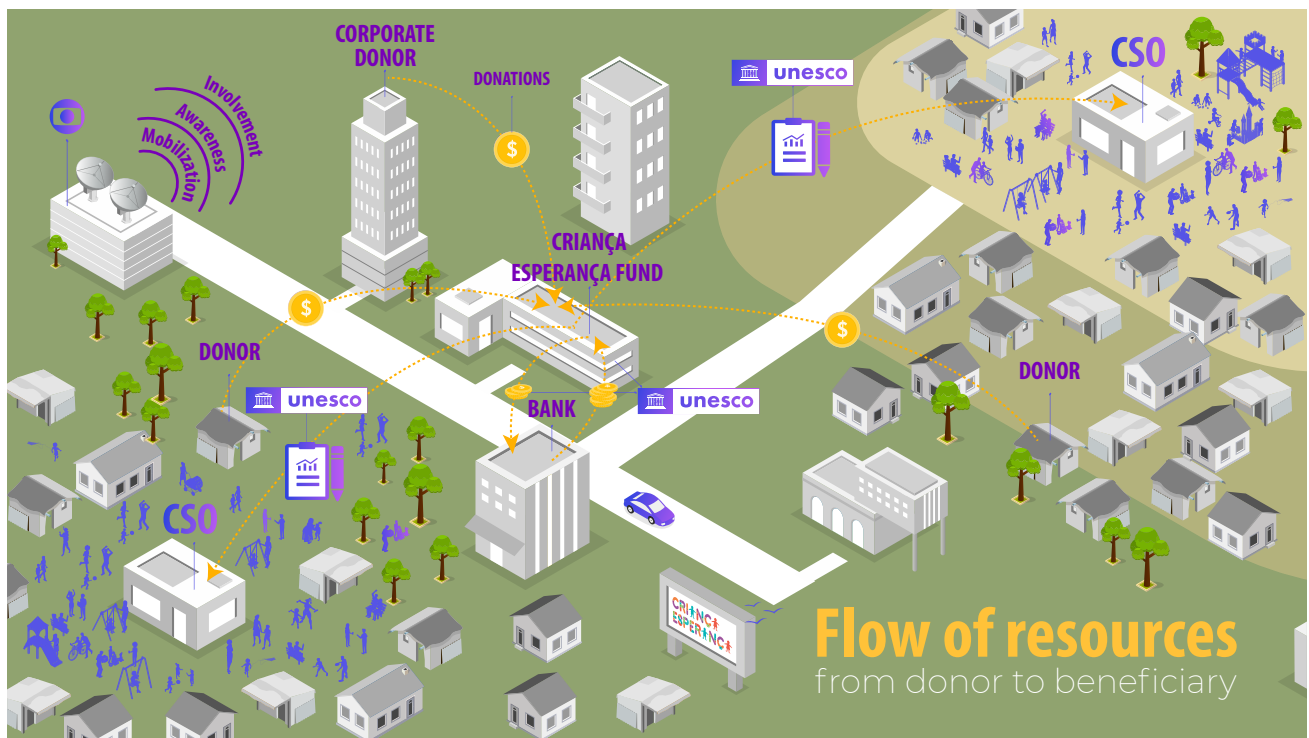 CORPORATE
DONOR
DONATIONS
Involvement
Awareness
Mobilization
unesco
CSO
$
CRIANÇA
ESPERANÇA FUND
$
$
DONOR
DONOR
unesco
BANK
unesco
CSO
CRIANÇA
ESPERANÇA
Flow of resources
from donor to beneficiary